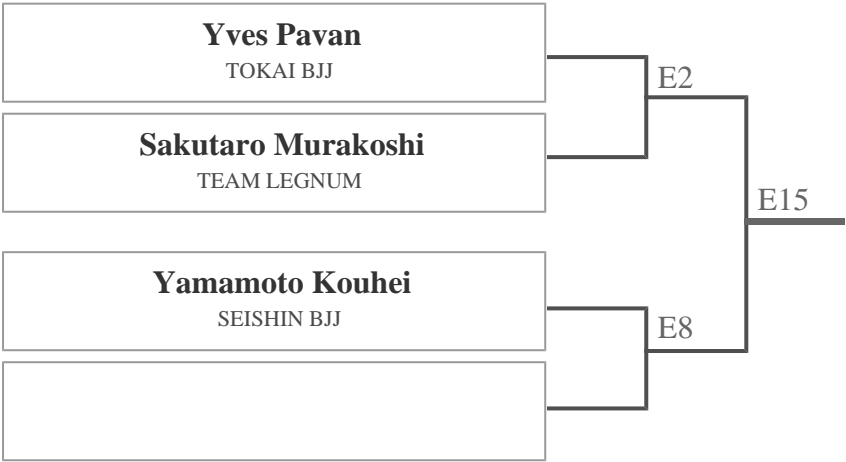 Yves Pavan
TOKAI BJJ
E2
Sakutaro Murakoshi
TEAM LEGNUM
E15
Yamamoto Kouhei
SEISHIN BJJ
E8